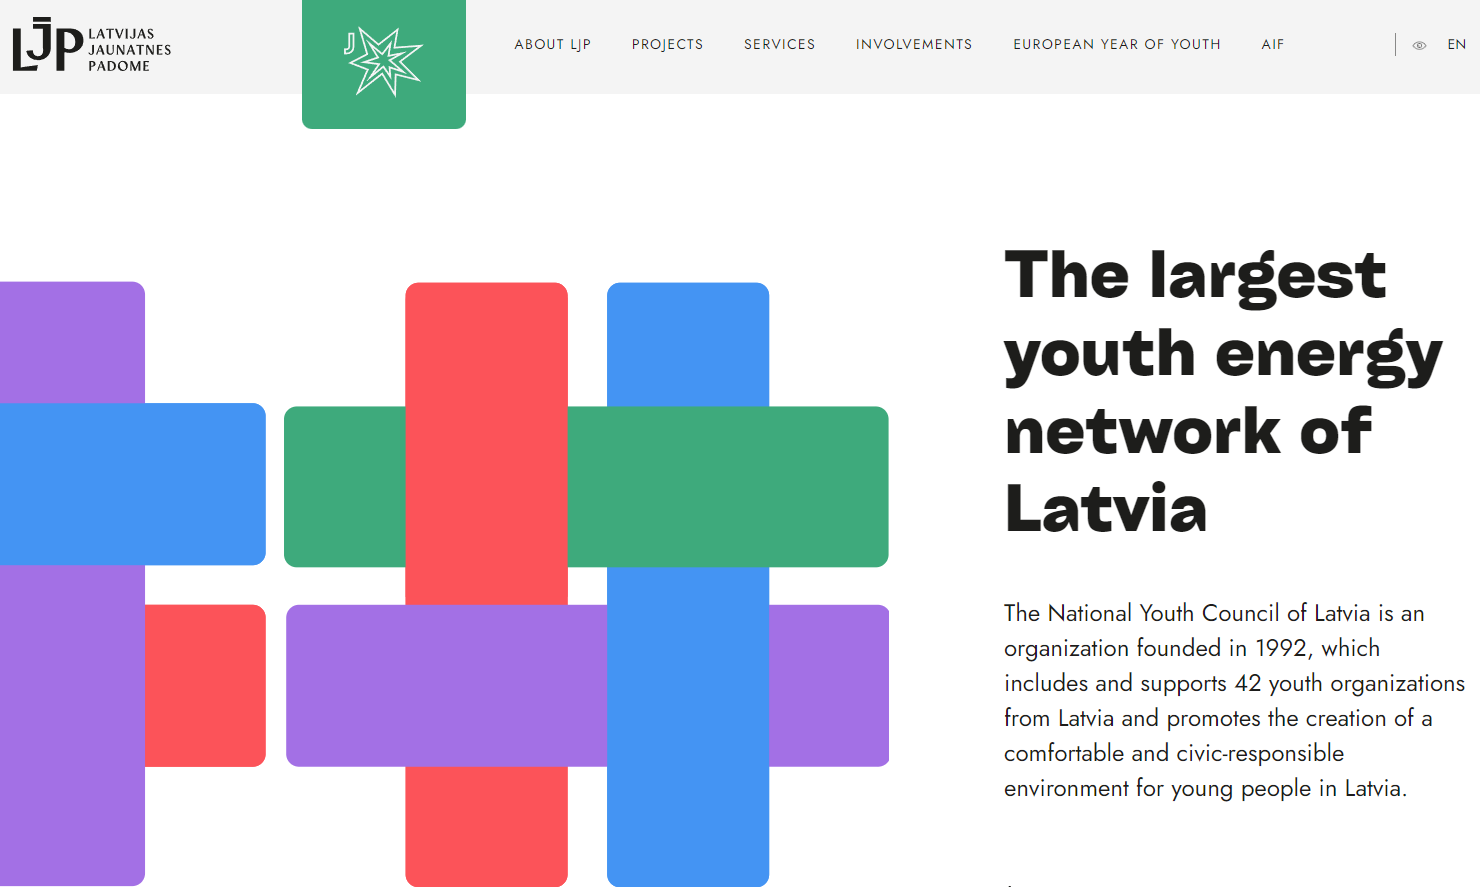 LJP
LATVIJAS
JAUNATNES
PADOME
J
ABOUT LJP
PROJECTS
SERVICES
INVOLVEMENTS
EUROPEAN YEAR OF YOUTH
AIF
EN
The largest
youth energy
network of
Latvia
The National Youth Council of Latvia is an
organization founded in 1992, which
includes and supports 42 youth organizations
from Latvia and promotes the creation of a
comfortable and civic-responsible
environment for young people in Latvia.